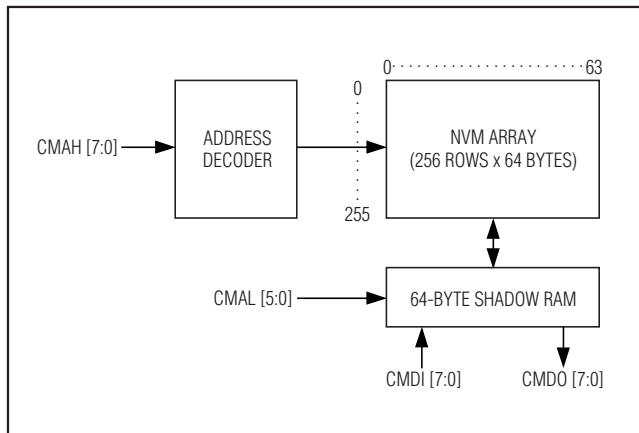 0 · · · · · · · · · · · · · · · · · 63
0
ADDRESS
DECODER
NVM ARRAY
(256 ROWS x 64 BYTES)
CMAH [7:0]
255
CMAL [5:0]
64-BYTE SHADOW RAM
CMDI [7:0]
CMDO [7:0]